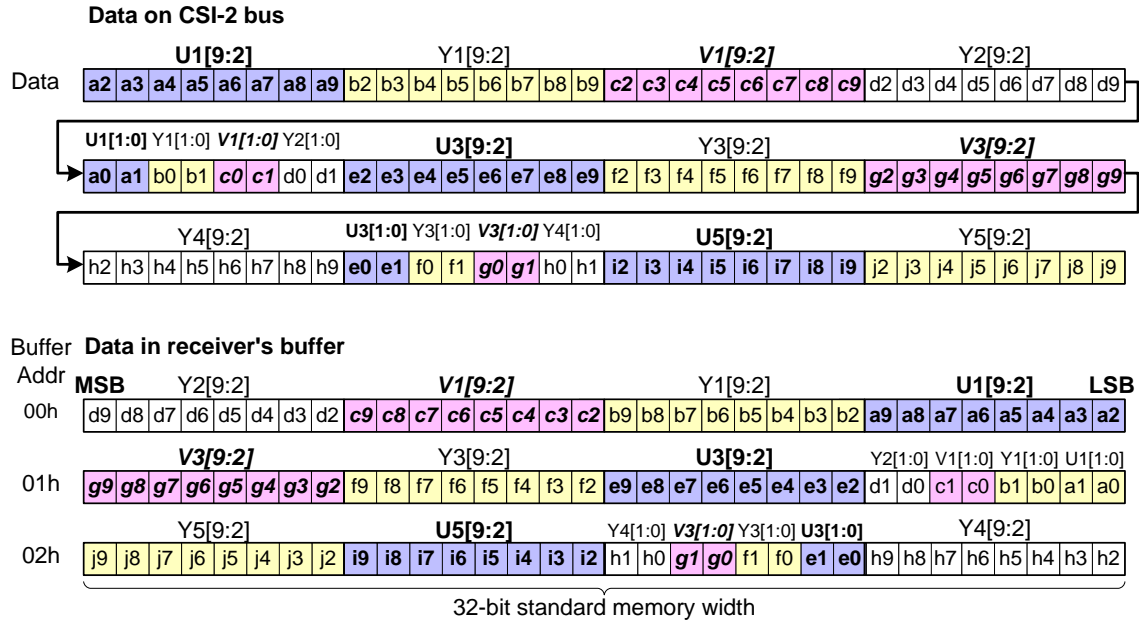 Data on CSI-2 bus
U1[9:2] Y1[9:2] V1[9:2] Y2[9:2]
Data a2 a3 a4 a5 a6 a7 a8 a9 b2 b3 b4 b5 b6 b7 b8 b9 c2 c3 c4 c5 c6 c7 c8 c9 d2 d3 d4 d5 d6 d7 d8 d9
U1[1:0] Y1[1:0] V1[1:0] Y2[1:0] U3[9:2] Y3[9:2] V3[9:2]
a0 a1 b0 b1 c0 c1 d0 d1 e2 e3 e4 e5 e6 e7 e8 e9 f2 f3 f4 f5 f6 f7 f8 f9 g2 g3 g4 g5 g6 g7 g8 g9
Y4[9:2] U3[1:0] Y3[1:0] V3[1:0] Y4[1:0] U5[9:2] Y5[9:2]
h2 h3 h4 h5 h6 h7 h8 h9 e0 e1 f0 f1 g0 g1 h0 h1 i2 i3 i4 i5 i6 i7 i8 i9 j2 j3 j4 j5 j6 j7 j8 j9
Buffer Data in receiver's buffer
Addr MSB Y2[9:2] V1[9:2] Y1[9:2] U1[9:2] LSB
00h d9 d8 d7 d6 d5 d4 d3 d2 c9 c8 c7 c6 c5 c4 c3 c2 b9 b8 b7 b6 b5 b4 b3 b2 a9 a8 a7 a6 a5 a4 a3 a2
V3[9:2] Y3[9:2] U3[9:2] Y2[1:0] V1[1:0] Y1[1:0] U1[1:0]
01h g9 g8 g7 g6 g5 g4 g3 g2 f9 f8 f7 f6 f5 f4 f3 f2 e9 e8 e7 e6 e5 e4 e3 e2 d1 d0 c1 c0 b1 b0 a1 a0
Y5[9:2] U5[9:2] Y4[1:0] V3[1:0] Y3[1:0] U3[1:0] Y4[9:2]
02h j9 j8 j7 j6 j5 j4 j3 j2 i9 i8 i7 i6 i5 i4 i3 i2 h1 h0 g1 g0 f1 f0 e1 e0 h9 h8 h7 h6 h5 h4 h3 h2
32-bit standard memory width